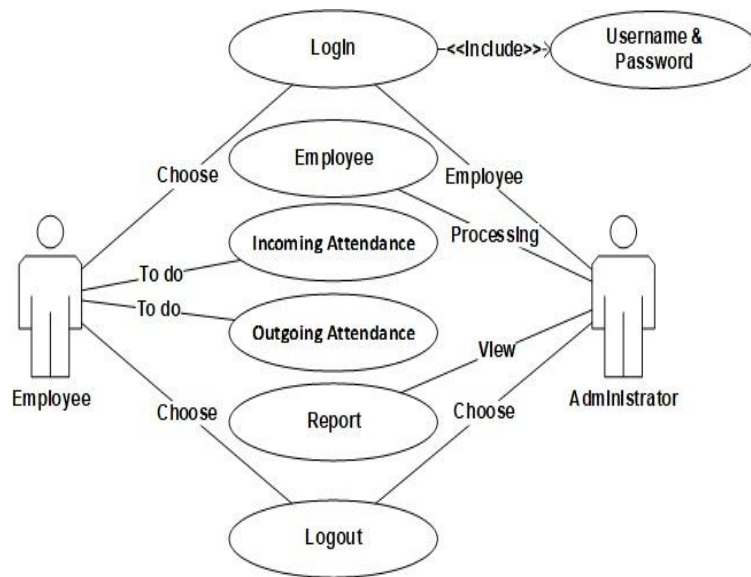 LogIn
<<Include>>
Username &
Password
Employee
Choose
Employee
Incoming Attendance
Processing
To do
To do
Outgoing Attendance
View
Employee
Administrator
Choose
Report
Choose
Logout